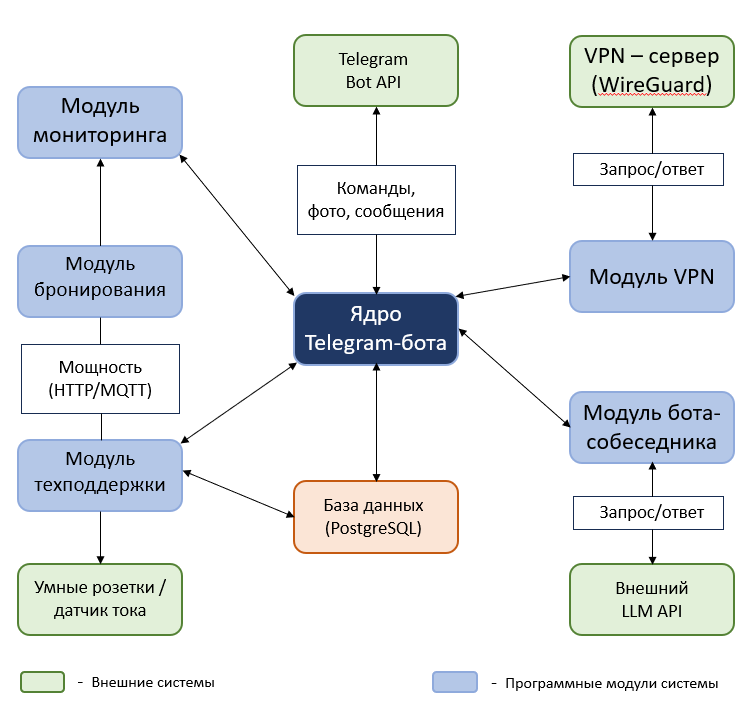 Telegram
Bot API
VPN – сервер
(WireGuard)
Модуль
мониторинга
Запрос/ответ
Команды,
фото, сообщения
Модуль
бронирования
Модуль VPN
Ядро
Telegram-бота
Мощность
(HTTP/MQTT)
Модуль бота-
собеседника
Модуль
техподдержки
База данных
(PostgreSQL)
Запрос/ответ
Умные розетки /
датчик тока
Внешний
LLM API
- Внешние системы
- Программные модули системы